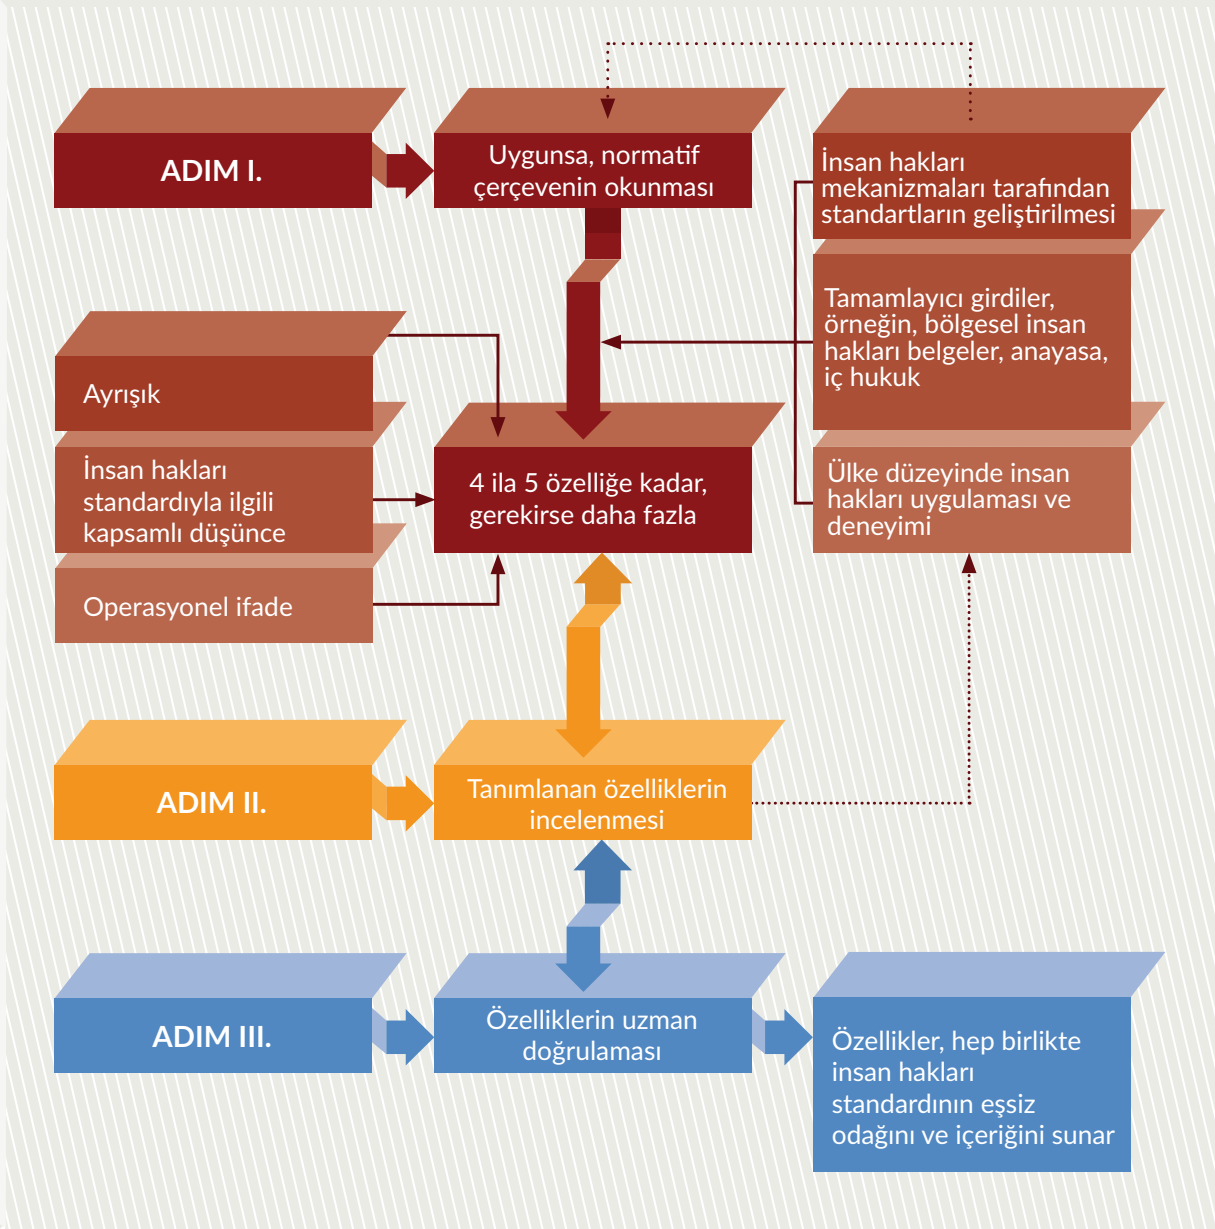 ADIM I.
Uygunsa, normatif
çerçevenin okunması
İnsan hakları
mekanizmaları tarafından
standartların geliştirilmesi
Tamamlayıcı girdiler,
örneğin, bölgesel insan
hakları belgeler, anayasa,
iç hukuk
Ülke düzeyinde insan
hakları uygulaması ve
deneyimi
Ayrışık
İnsan hakları
standardıyla ilgili
kapsamlı düşünce
Operasyonel ifade
4 ila 5 özelliğe kadar,
gerekirse daha fazla
ADIM II.
Tanımlanan özelliklerin
incelenmesi
ADIM III.
Özelliklerin uzman
doğrulaması
Özellikler, hep birlikte
insan hakları
standardının eşsiz
odağını ve içeriğini sunar